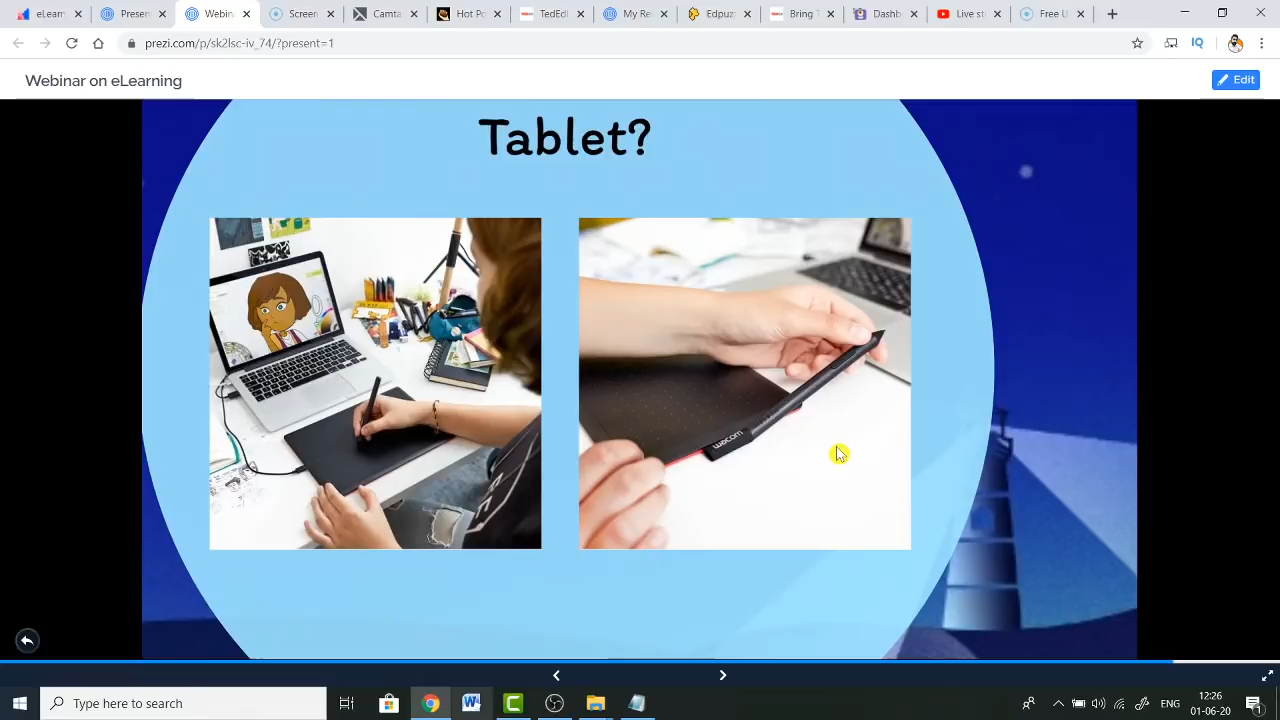 eLearn
Presen
Webin
Screen
Camta
Hot Po
TedEd
My Re
Edpuz
Bring T
Dashb
Live st
Free U
prezi.com/p/sk2lsc-iv_74/?present=1
IQ
Webinar on eLearning
Edit
Tablet?
wacom
Type here to search
ENG
12:26
01-06-20
1